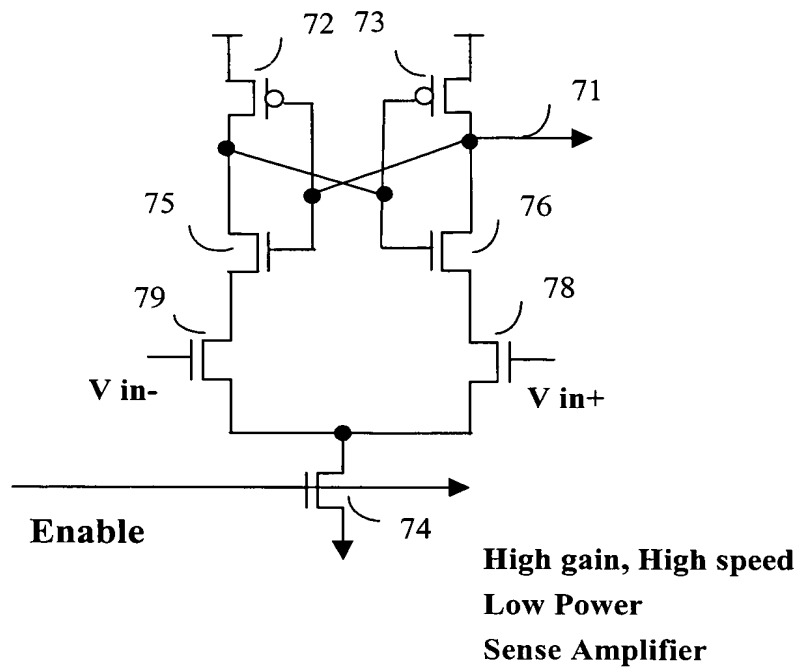 72 73
71
75
76
79
78
V in-
V in+
Enable
74
High gain, High speed
Low Power
Sense Amplifier